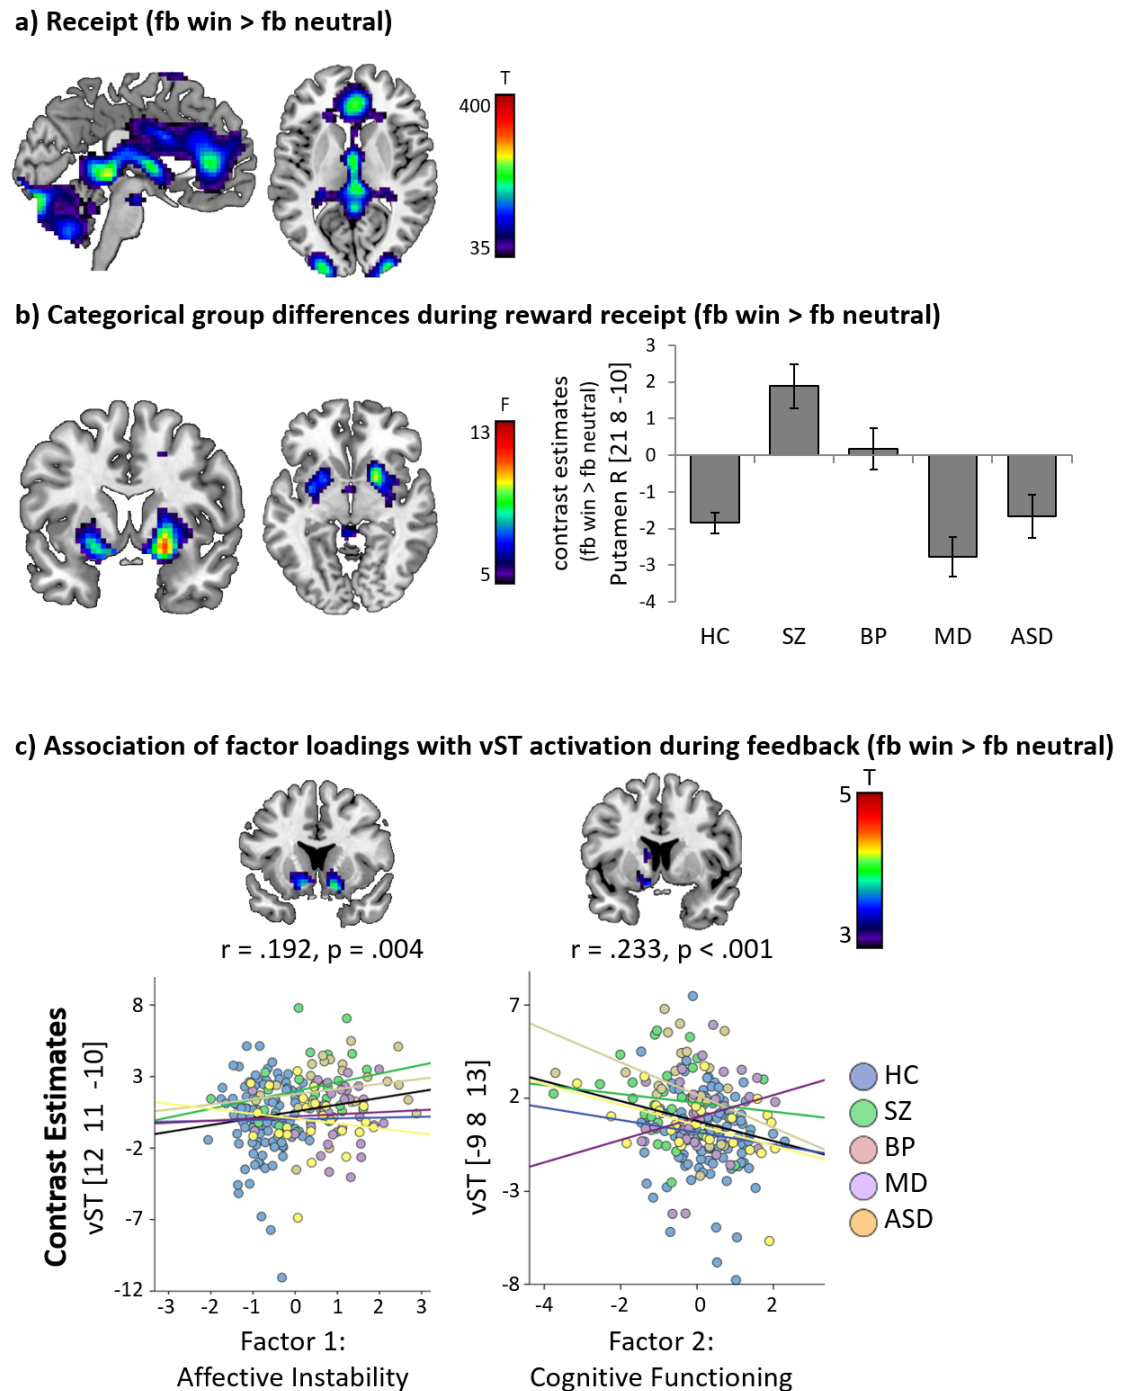 a) Receipt (fb win > fb neutral)
T
400
35
b) Categorical group differences during reward receipt (fb win > fb neutral)
F
13
5
contrast estimates
(fb win > fb neutral)
Putamen R [21 8 -10]
3
2
1
0
-1
-2
-3
-4
HC SZ BP MD ASD
c) Association of factor loadings with vST activation during feedback (fb win > fb neutral)
T
5
3
r = .192, p = .004
r = .233, p < .001
Contrast Estimates
vST [12 11 -10]
8
3
-2
-7
-12
-3 -2 -1 0 1 2 3
Factor 1:
Affective Instability
vST [-9 8 13]
7
2
-3
-8
-4 -2 0 2
Factor 2:
Cognitive Functioning
HC
SZ
BP
MD
ASD